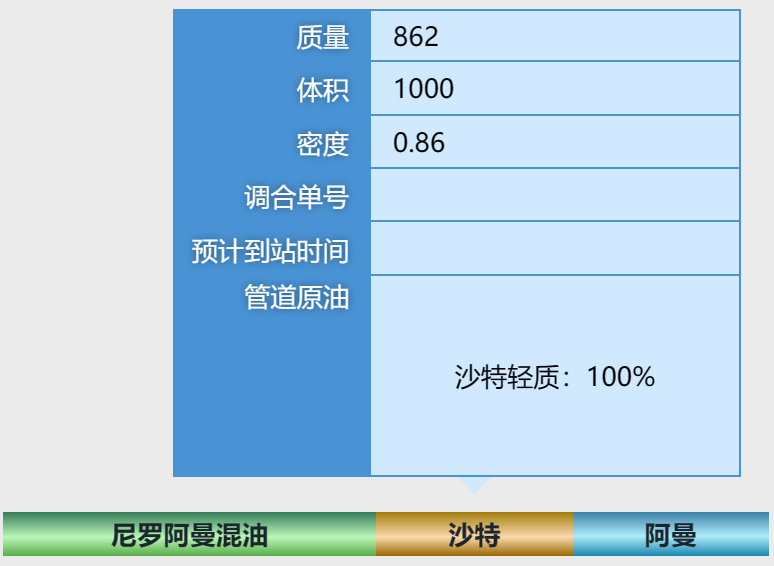 质量 862
体积 1000
密度 0.86
调合单号
预计到站时间
管道原油
沙特轻质：100%
尼罗阿曼混油 沙特 阿曼